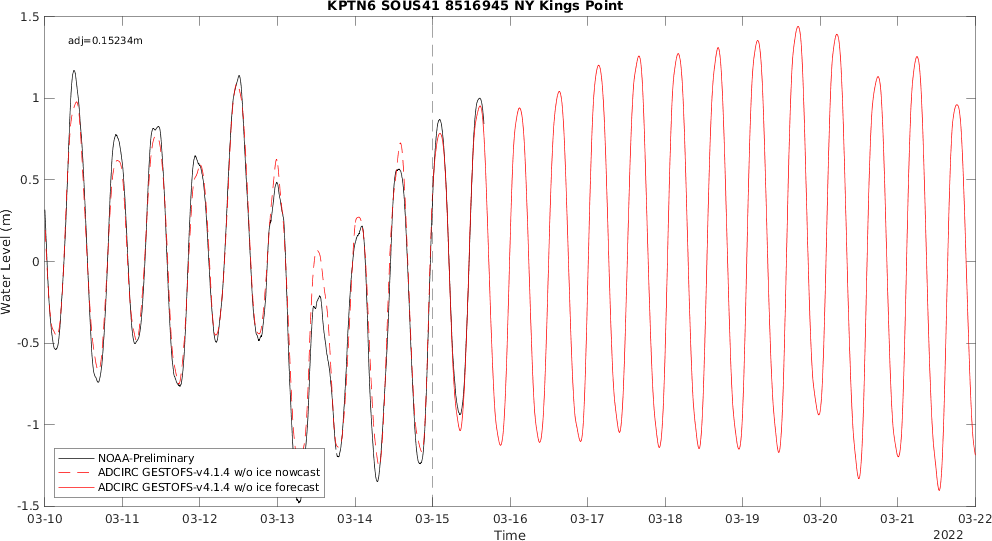 KPTN6 SOUS41 8516945 NY Kings Point
adj=0.15234m
1.5
1
0.5
0
-0.5
-1
-1.5
Water Level (m)
NOAA-Preliminary
ADCIRC GESTOFS-v4.1.4 w/o ice nowcast
ADCIRC GESTOFS-v4.1.4 w/o ice forecast
03-10 03-11 03-12 03-13 03-14 03-15 03-16 03-17 03-18 03-19 03-20 03-21 03-22
Time
2022